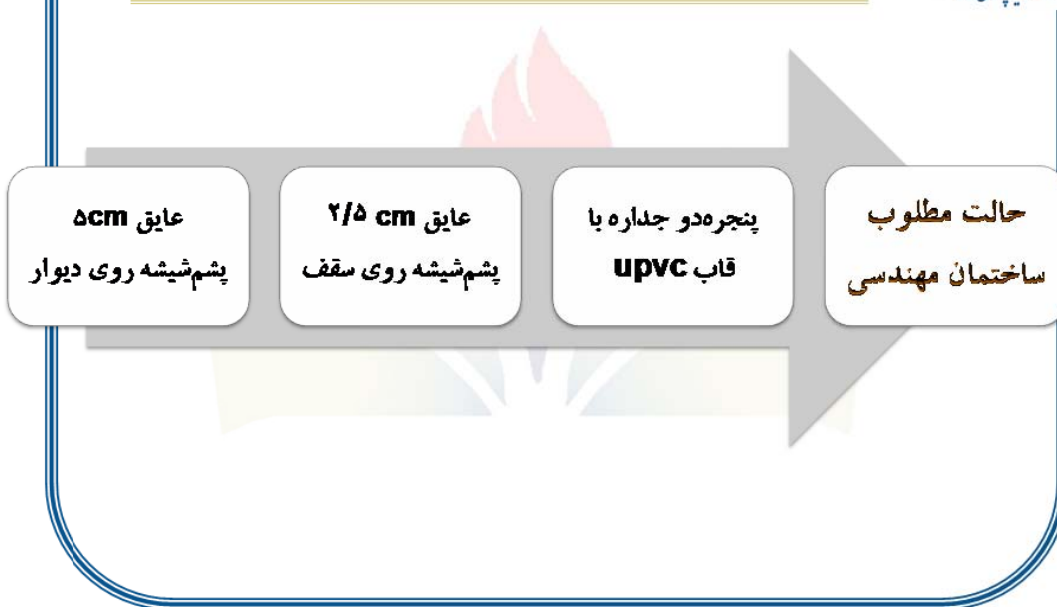 عایق ۵cm
پشم‌شیشه روی دیوار
عایق ۲/۵ cm
پشم‌شیشه روی سقف
پنجره‌دو جداره با
قاب upvc
حالت مطلوب
ساختمان مهندسی